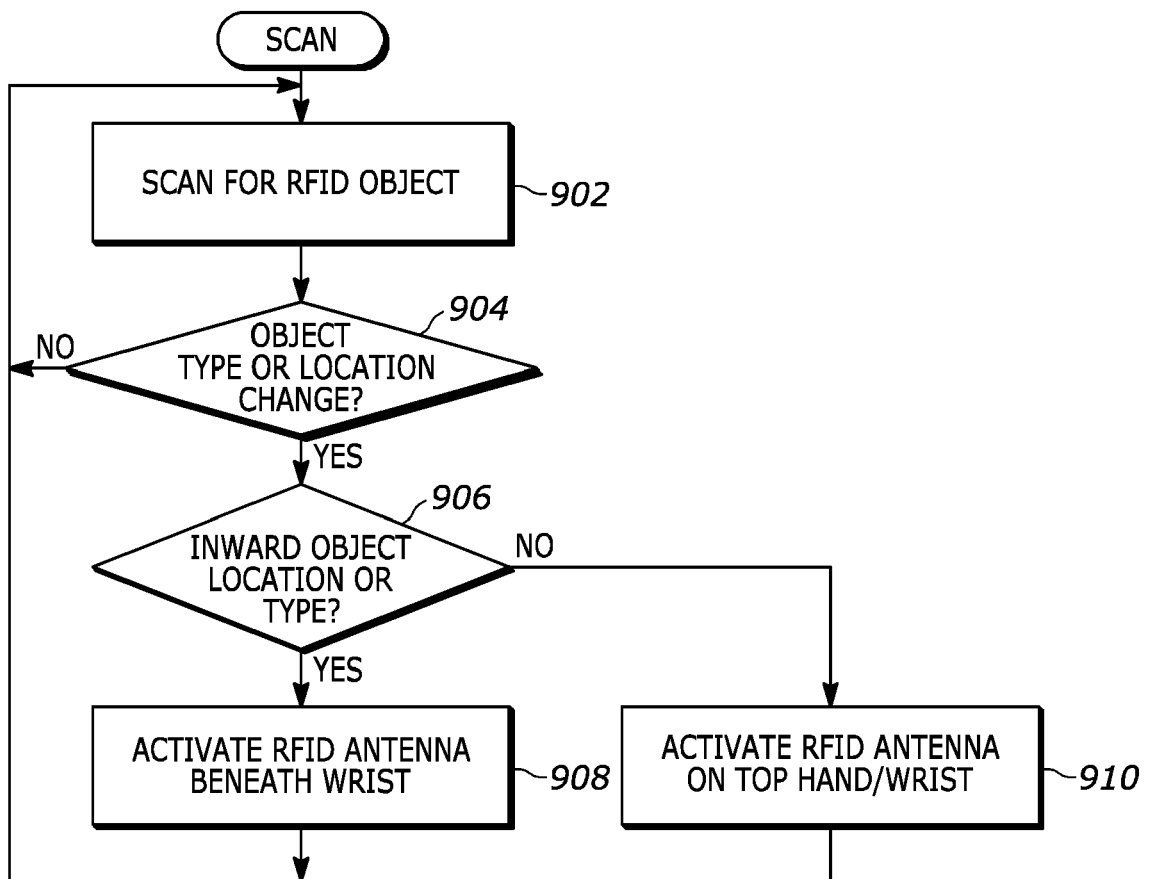 SCAN
SCAN FOR RFID OBJECT
902
904
OBJECT
TYPE OR LOCATION
CHANGE?
NO
YES
906
INWARD OBJECT
LOCATION OR
TYPE?
NO
YES
ACTIVATE RFID ANTENNA
BENEATH WRIST
908
ACTIVATE RFID ANTENNA
ON TOP HAND/WRIST
910